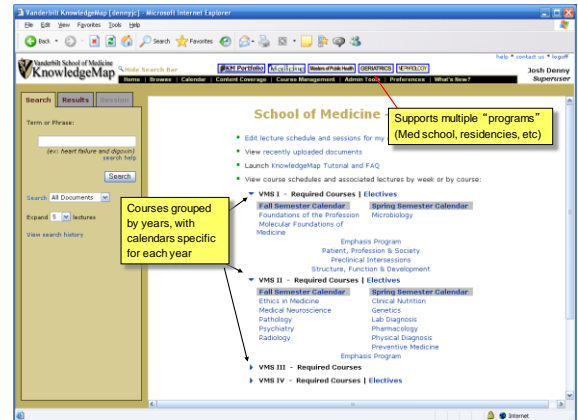 Vanderbilt KnowledgeMap [dennyjc] - Microsoft Internet Explorer
File Edit View Favorites Tools Help
Back Search Favorites
help * contact us * logoff
Vanderbilt School of Medicine
KnowledgeMap
Hide Search Bar
KM Portfolio Masters of Public Health GERIATRICS NEPHROLOGY
Josh Denny
Superuser
Home | Browse | Calendar | Content Coverage | Course Management | Admin Tools | Preferences | What's New?
Search Results Session
Term or Phrase:
(ex: heart failure and digoxin)
search help
Search
Search All Documents
Expand 5 lectures
View search history
School of Medicine -
Supports multiple "programs"
(Med school, residencies, etc)
Edit lecture schedule and sessions for my
View recently uploaded documents
Launch KnowledgeMap Tutorial and FAQ
View course schedules and associated lectures by week or by course:
Courses grouped
by years, with
calendars specific
for each year
VMS I - Required Courses | Electives
Fall Semester Calendar Spring Semester Calendar
Foundations of the Profession Microbiology
Molecular Foundations of
Medicine
Emphasis Program
Patient, Profession & Society
Preclinical Intersessions
Structure, Function & Development
VMS II - Required Courses | Electives
Fall Semester Calendar Spring Semester Calendar
Ethics in Medicine Clinical Nutrition
Medical Neuroscience Genetics
Pathology Lab Diagnosis
Psychiatry Pharmacology
Radiology Physical Diagnosis
Preventive Medicine
Emphasis Program
VMS III - Required Courses
VMS IV - Required Courses | Electives
Internet